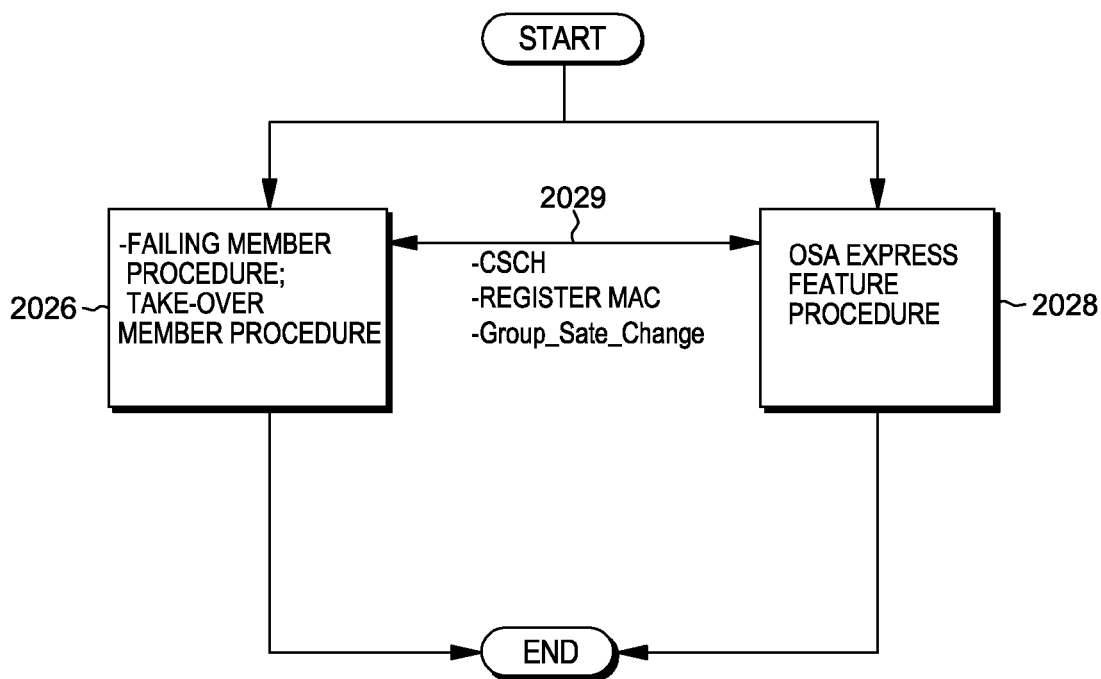 START
2029
-FAILING MEMBER
PROCEDURE;
TAKE-OVER
MEMBER PROCEDURE
2026
-CSCH
-REGISTER MAC
-Group_Sate_Change
OSA EXPRESS
FEATURE
PROCEDURE
2028
END